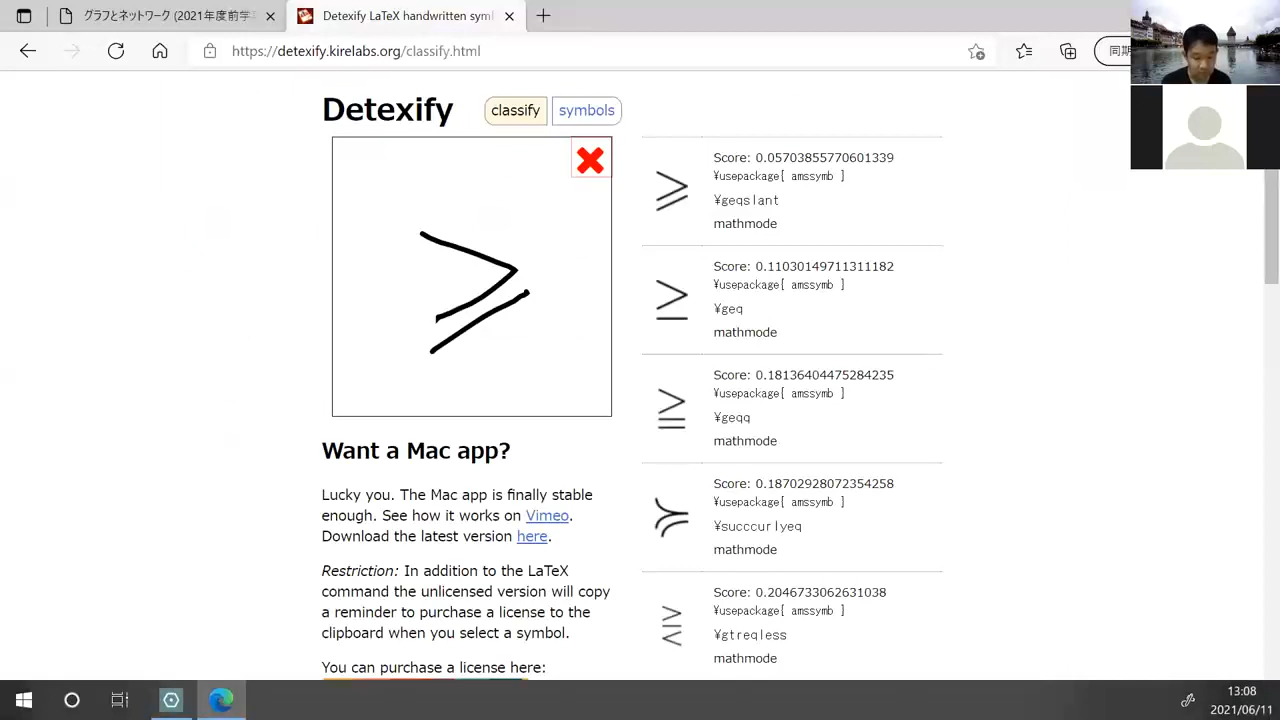 グラフとネットワーク (2021年度前学
Detexify LaTeX handwritten syml
https://detexify.kirelabs.org/classify.html
同期
Detexify
classify
symbols
Score: 0.05703855770601339
¥usepackage{ amssymb }
¥geqslant
mathmode
Score: 0.11030149711311182
¥usepackage{ amssymb }
¥geq
mathmode
Score: 0.18136404475284235
¥usepackage{ amssymb }
¥geqq
mathmode
Score: 0.18702928072354258
¥usepackage{ amssymb }
¥succcurlyeq
mathmode
Score: 0.2046733062631038
¥usepackage{ amssymb }
¥gtreqless
mathmode
Want a Mac app?
Lucky you. The Mac app is finally stable
enough. See how it works on Vimeo.
Download the latest version here.
Restriction: In addition to the LaTeX
command the unlicensed version will copy
a reminder to purchase a license to the
clipboard when you select a symbol.
You can purchase a license here:
13:08
2021/06/11